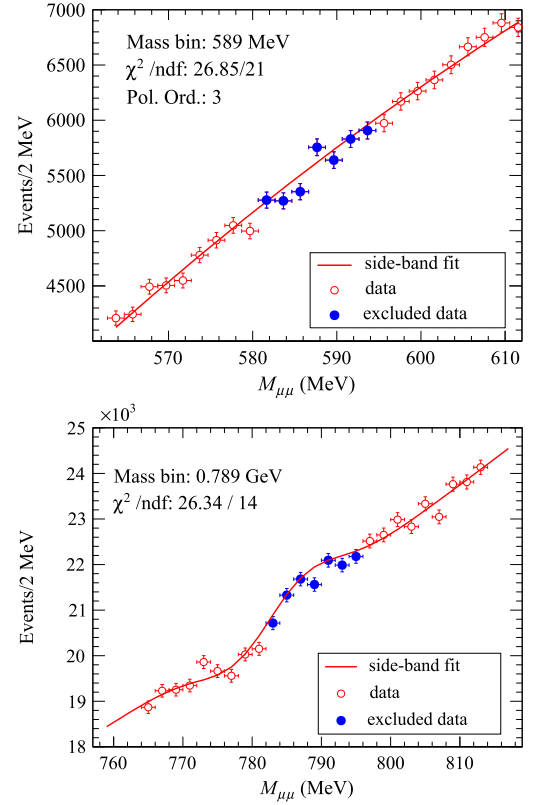 7000
Mass bin: 589 MeV
χ² /ndf: 26.85/21
Pol. Ord.: 3
6500
6000
5500
5000
4500
Events/2 MeV
side-band fit
data
excluded data
570 580 590 600 610
Mμμ (MeV)
×10³
25
Mass bin: 0.789 GeV
χ² /ndf: 26.34 / 14
24
23
22
21
20
19
18
Events/2 MeV
side-band fit
data
excluded data
760 770 780 790 800 810
Mμμ (MeV)